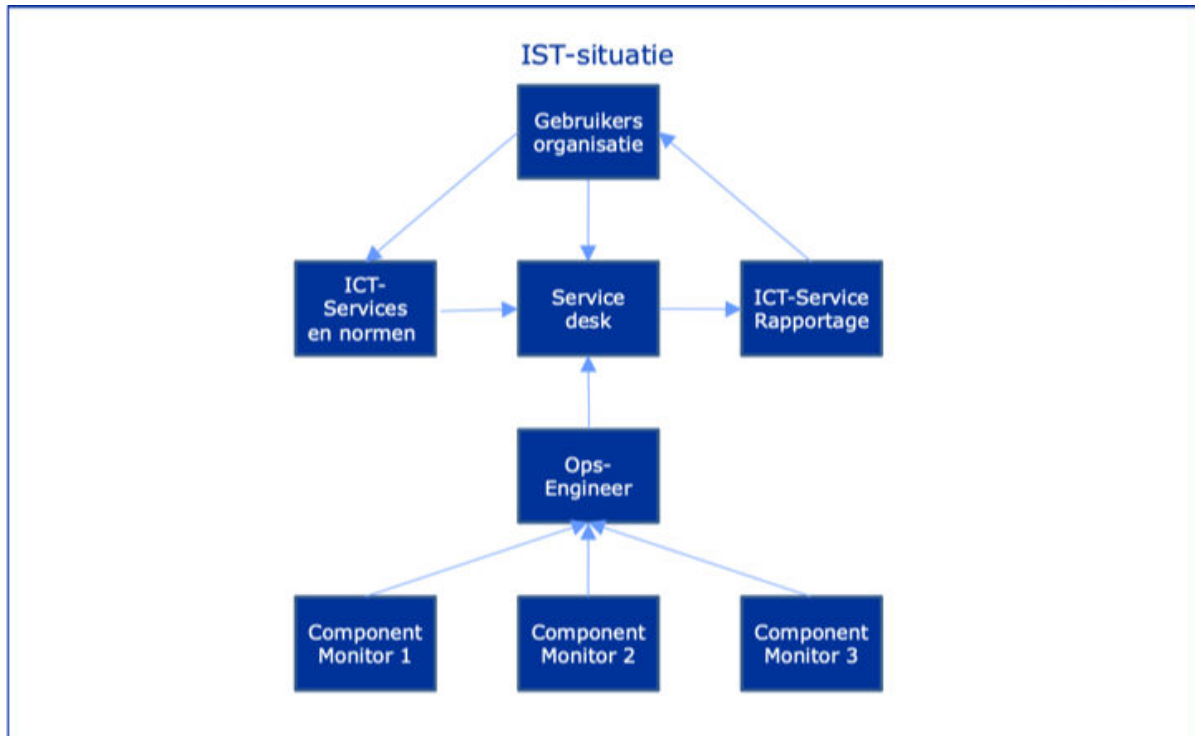 IST-situatie
Gebruikers
organisatie
ICT-
Services
en normen
Service
desk
ICT-Service
Rapportage
Ops-
Engineer
Component
Monitor 1
Component
Monitor 2
Component
Monitor 3